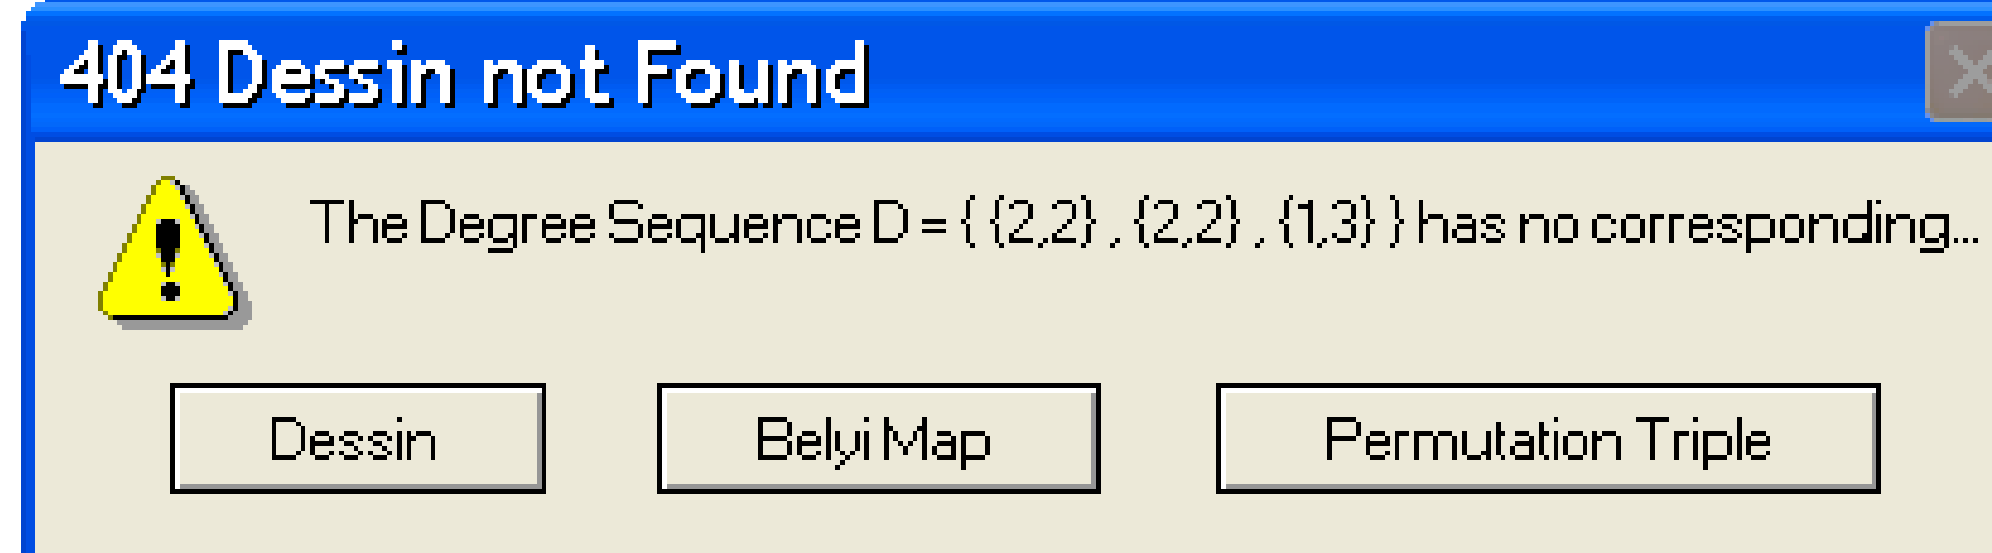 404 Dessin not Found
The Degree Sequence D = { {2,2} , {2,2} , {1,3} } has no corresponding...
Dessin
Belyi Map
Permutation Triple